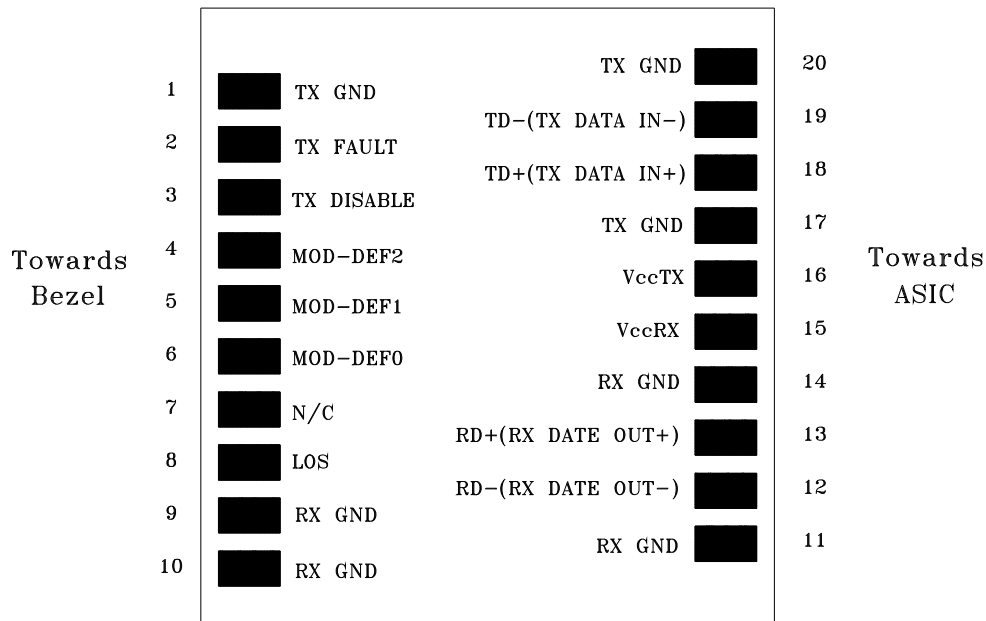 Towards
Bezel
1 TX GND
2 TX FAULT
3 TX DISABLE
4 MOD-DEF2
5 MOD-DEF1
6 MOD-DEF0
7 N/C
8 LOS
9 RX GND
10 RX GND
TX GND 20
TD-(TX DATA IN-) 19
TD+(TX DATA IN+) 18
TX GND 17
VccTX 16
VccRX 15
RX GND 14
RD+(RX DATE OUT+) 13
RD-(RX DATE OUT-) 12
RX GND 11
Towards
ASIC